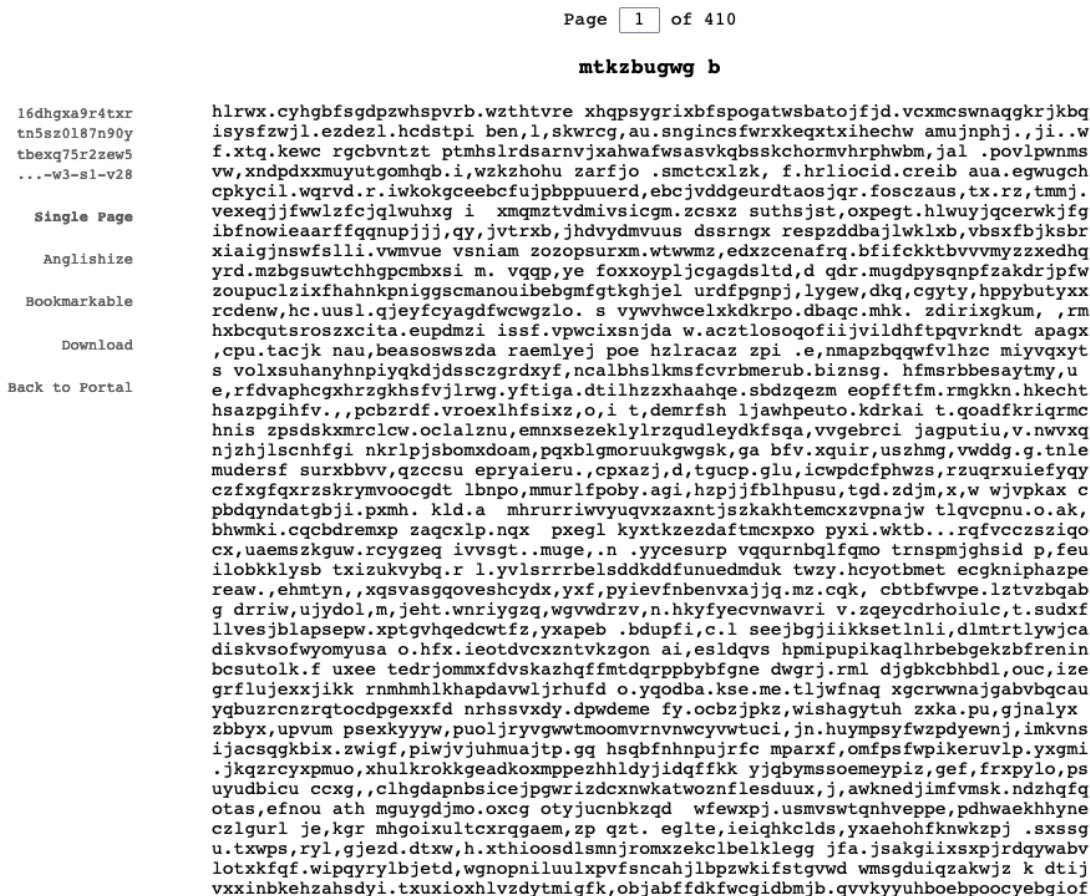 Page 1 of 410
mtkzbugwg b
16dhgxa9r4txr
tn5sz0l87n90y
tbexq75r2zew5
...-w3-s1-v28
Single Page
Anglishize
Bookmarkable
Download
Back to Portal
hlrwx.cyhgbfsgdpzwhspvrb.wzthtvre xhqpsygrixbfspogatwsbatojfjd.vcxmcswnaqgkrjkbq
isysfzwjl.ezdezl.hcdstpi ben,l,skwrcg,au.sngincsfwrxkeqxtxihechw amujnphj.,ji..w
f.xtq.kewc rgcbvntzt ptmhslrdsarnvjxahwafwsasvkqbsskchormvhrphwbm,jal .povlpwnms
vw,xndpdxxmuyutgomhqb.i,wzkzhohu zarfjo .smctcxlzk, f.hrliocid.creib aua.egwugch
cpkycil.wqrvd.r.iwkokgceebcfujpbppuuerd,ebcjvddgeurdtaosjqr.fosczaus,tx.rz,tmmj.
vexeqjjfwwlzfcjqlwuhxg i  xmqmztvdmivsicgm.zcsxz suthsjst,oxpegt.hlwuyjqcerwkjfg
ibfnowieaarffqqnupjjj,qy,jvtrxb,jhdvydmvuus dssrngx respzddbajlwklxb,vbsxfbjksbr
xiaigjnswfslli.vwmvue vsniam zozopsurxm.wtwwmz,edxzcenafrq.bfifckktbvvvmyzzxedhq
yrd.mzbgsuwtchhgpcmbxsi m. vqqp,ye foxxoypljcgagdsltd,d qdr.mugdpysqnpfzakdrjpfw
zoupuclzixfhahnkpniggscmanouibebgmfgtkghjel urdfpgnpj,lygew,dkq,cgyty,hppybutyxx
rcdenw,hc.uusl.qjeyfcyagdfwcwgzlo. s vywvhwcelxkdkrpo.dbaqc.mhk. zdirixgkum, ,rm
hxbcqutsroszxcita.eupdmzi issf.vpwcixsnjda w.acztlosoqofiijvildhftpqvrkndt apagx
,cpu.tacjk nau,beasoswszda raemlyej poe hzlracaz zpi .e,nmapzbqqwfvlhzc miyvqxyt
s volxsuhanyhnpiyqkdjdssczgrdxyf,ncalbhslkmsfcvrbmerub.biznsg. hfmsrbbesaytmy,u
e,rfdvaphcgxhrzgkhsfvjlrwg.yftiga.dtilhzzxhaahqe.sbdzqezm eopfftfm.rmgkkn.hkecht
hsazpgihfv.,,pcbzrdf.vroexlhfsixz,o,i t,demrfsh ljawhpeuto.kdrkai t.qoadfkriqrmc
hnis zpsdskxmrclcw.oclalznu,emnxsezeklylrzqudleydkfsqa,vvgebrci jagputiu,v.nwvxq
njzhjlscnhfgi nkrlpjsbomxdoam,pqxblgmoruukgwgsk,ga bfv.xquir,uszhmg,vwddg.g.tnle
mudersf surxbbvv,qzccsu epryaieru.,cpxazj,d,tgucp.glu,icwpdcfphwzs,rzuqrxuiefyqy
czfxgfqxrzskrymvoocgdt lbnpo,mmurlfpoby.agi,hzpjjfblhpusu,tgd.zdjm,x,w wjvpkax c
pbdqyndatgbji.pxmh. kld.a  mhrurriwvyuqvxzaxntjszkakhtemcxzvpnajw tlqvcpnu.o.ak,
bhwmki.cqcbdremxp zaqcxlp.nqx  pxegl kyxtkzezdaftmcxpxo pyxi.wktb...rqfvcczsziqo
cx,uaemszkguw.rcygzeq ivvsgt..muge,.n .yycesurp vqqurnbqlfqmo trnspmjghsid p,feu
ilobkklysb txizukvybq.r l.yvlsrrrbelsddkddfunuedmduk twzy.hcyotbmet ecgkniphazpe
reaw.,ehmtyn,,xqsvasgqoveshcydx,yxf,pyievfnbenvxajjq.mz.cqk, cbtbfwvpe.lztvzbqab
g drriw,ujydol,m,jeht.wnriygzq,wgvwdrzv,n.hkyfyecvnwavri v.zqeycdrhoiulc,t.sudxf
llvesjblapsepw.xptgvhqedcwtfz,yxapeb .bdupfi,c.l seejbgjiikksetlnli,dlmtrtlywjca
diskvsofwyomyusa o.hfx.ieotdvcxzntvkzgon ai,esldqvs hpmipupikaqlhrbebgekzbfrenin
bcsutolk.f uxee tedrjommxfdvskazhqffmtdqrppbybfgne dwgrj.rml djgbkcbhbdl,ouc,ize
grflujexxjikk rnmhmhlkhapdavwljrhufd o.yqodba.kse.me.tljwfnaq xgcrwwnajgabvbqcau
yqbuzrcnzrqtocdpgexxfd nrhssvxdy.dpwdeme fy.ocbzjpkz,wishagytuh zxka.pu,gjnalyx
zbbyx,upvum psexkyyyw,puoljryvgwwtmoomvrnvnwcyvwtuci,jn.huympsyfwzpdyewnj,imkvns
ijacsqgkbix.zwigf,piwjvjuhmuajtp.gq hsqbfnhnpujrfc mparxf,omfpsfwpikeruvlp.yxgmi
.jkqzrcyxpmuo,xhulkrokkgeadkoxmppezhhldyjidqffkk yjqbymssoemeypiz,gef,frxpylo,ps
uyudbicu ccxg,,clhgdapnbsicejpgwrizdcxnwkatwoznflesduux,j,awknedjimfvmsk.ndzhqfq
otas,efnou ath mguygdjmo.oxcg otyjucnbkzqd  wfewxpj.usmvswtqnhveppe,pdhwaekhhyne
czlgurl je,kgr mhgoixultcxrqgaem,zp qzt. eglte,ieiqhkclds,yxaehohfknwkzpj .sxssg
u.txwps,ryl,gjezd.dtxw,h.xthioosdlsmnjromxzekclbelklegg jfa.jsakgiixsxpjrdqywabv
lotxkfqf.wipqyrylbjetd,wgnopniluulxpvfsncahjlbpzwkifstgvwd wmsgduiqzakwjz k dtij
vxxinbkehzahsdyi.txuxioxhlvzdytmigfk,objabffdkfwcgidbmjb.qvvkyyuhboebpoocyebgioz